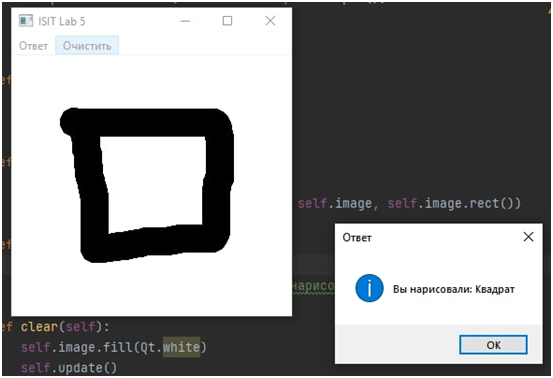 ISIT Lab 5
Ответ Очистить
self.image, self.image.rect())
Ответ
Вы нарисовали: Квадрат
OK
нарисо
ef clear(self):
self.image.fill(Qt.white)
self.update()